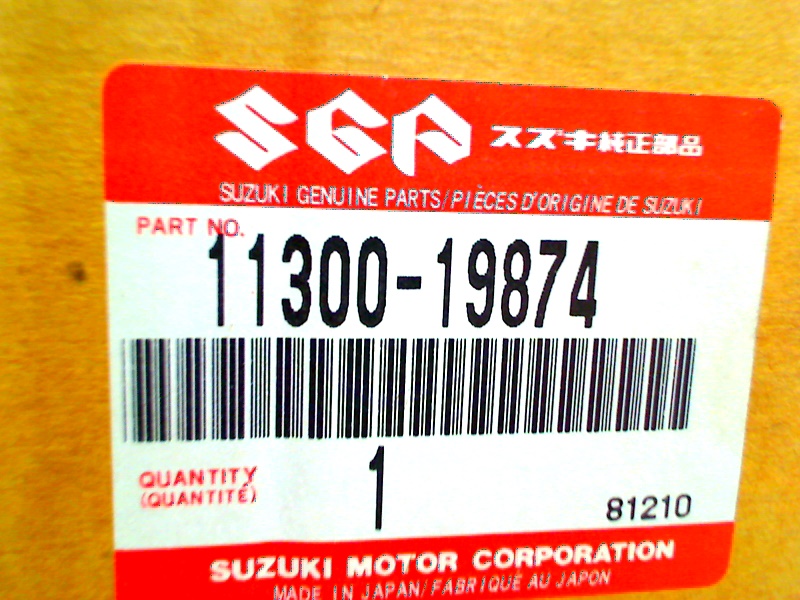 SGP スズキ純正部品
SUZUKI GENUINE PARTS/PIÈCES D'ORIGINE DE SUZUKI
PART NO.
11300-19874
QUANTITY 1
(QUANTITÉ) 81210
SUZUKI MOTOR CORPORATION
MADE IN JAPAN/FABRIQUÉ AU JAPON